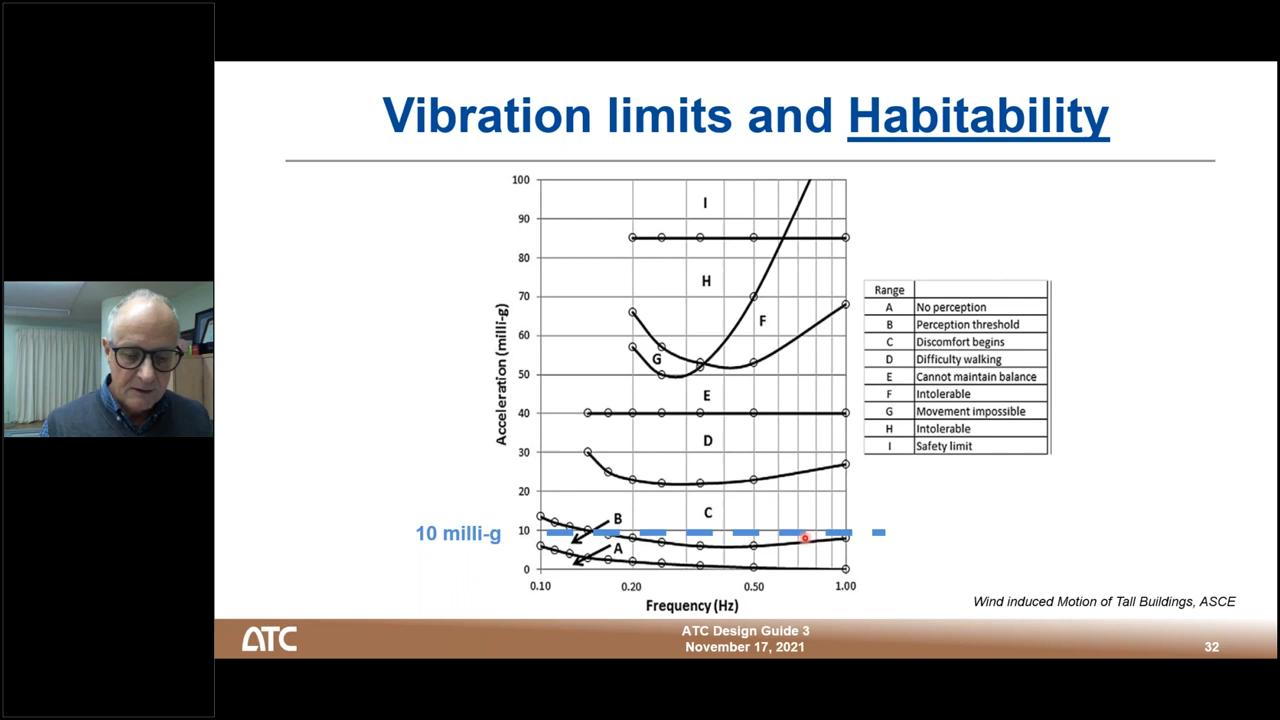 Vibration limits and Habitability
100
90
80
70
60
50
40
30
20
10
0
Acceleration (milli-g)
I
H
F
G
E
D
C
B
A
10 milli-g
0.10
0.20
0.50
1.00
Frequency (Hz)
Range
A No perception
B Perception threshold
C Discomfort begins
D Difficulty walking
E Cannot maintain balance
F Intolerable
G Movement impossible
H Intolerable
I Safety limit
Wind induced Motion of Tall Buildings, ASCE
ATC
ATC Design Guide 3
November 17, 2021
32